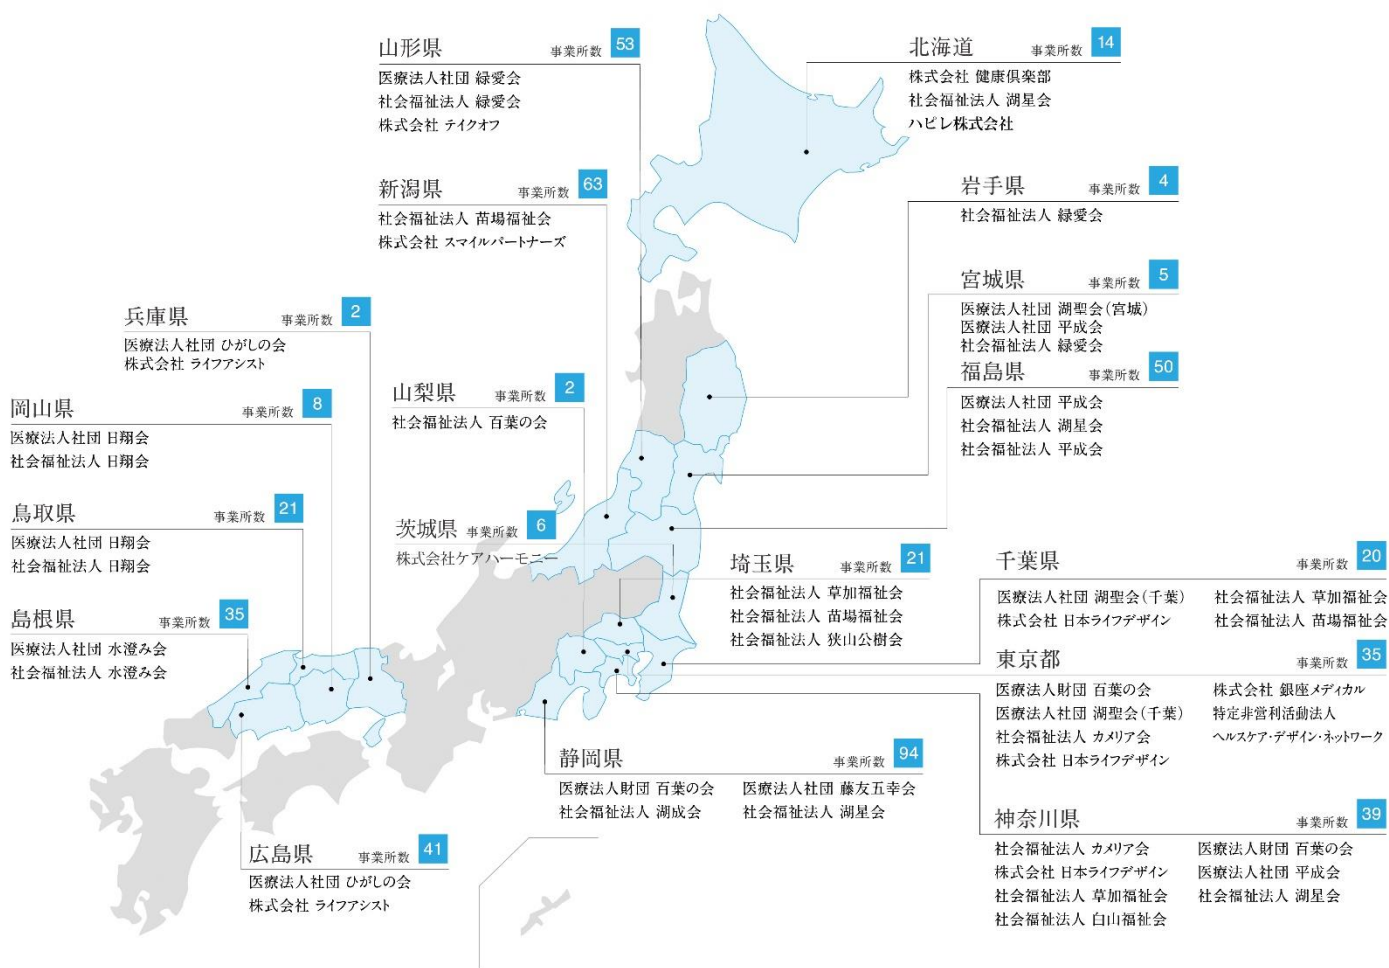 山形県 事業所数 53
医療法人社団 緑愛会
社会福祉法人 緑愛会
株式会社 テイクオフ
北海道 事業所数 14
株式会社 健康倶楽部
社会福祉法人 湖星会
ハピレ株式会社
新潟県 事業所数 63
社会福祉法人 苗場福祉会
株式会社 スマイルパートナーズ
岩手県 事業所数 4
社会福祉法人 緑愛会
宮城県 事業所数 5
医療法人社団 湖聖会(宮城)
医療法人社団 平成会
社会福祉法人 緑愛会
兵庫県 事業所数 2
医療法人社団 ひがしの会
株式会社 ライフアシスト
福島県 事業所数 50
医療法人社団 平成会
社会福祉法人 湖星会
社会福祉法人 平成会
山梨県 事業所数 2
社会福祉法人 百葉の会
岡山県 事業所数 8
医療法人社団 日翔会
社会福祉法人 日翔会
鳥取県 事業所数 21
医療法人社団 日翔会
社会福祉法人 日翔会
茨城県 事業所数 6
株式会社ケアハーモニー
埼玉県 事業所数 21
社会福祉法人 草加福祉会
社会福祉法人 苗場福祉会
社会福祉法人 狭山公樹会
千葉県 事業所数 20
医療法人社団 湖聖会(千葉) 社会福祉法人 草加福祉会
株式会社 日本ライフデザイン 社会福祉法人 苗場福祉会
島根県 事業所数 35
医療法人社団 水澄み会
社会福祉法人 水澄み会
東京都 事業所数 35
医療法人財団 百葉の会 株式会社 銀座メディカル
医療法人社団 湖聖会(千葉) 特定非営利活動法人
社会福祉法人 カメリア会 ヘルスケア・デザイン・ネットワーク
株式会社 日本ライフデザイン
静岡県 事業所数 94
医療法人財団 百葉の会 医療法人社団 藤友五幸会
社会福祉法人 湖成会 社会福祉法人 湖星会
神奈川県 事業所数 39
社会福祉法人 カメリア会 医療法人財団 百葉の会
株式会社 日本ライフデザイン 医療法人社団 平成会
社会福祉法人 草加福祉会 社会福祉法人 湖星会
社会福祉法人 白山福祉会
広島県 事業所数 41
医療法人社団 ひがしの会
株式会社 ライフアシスト